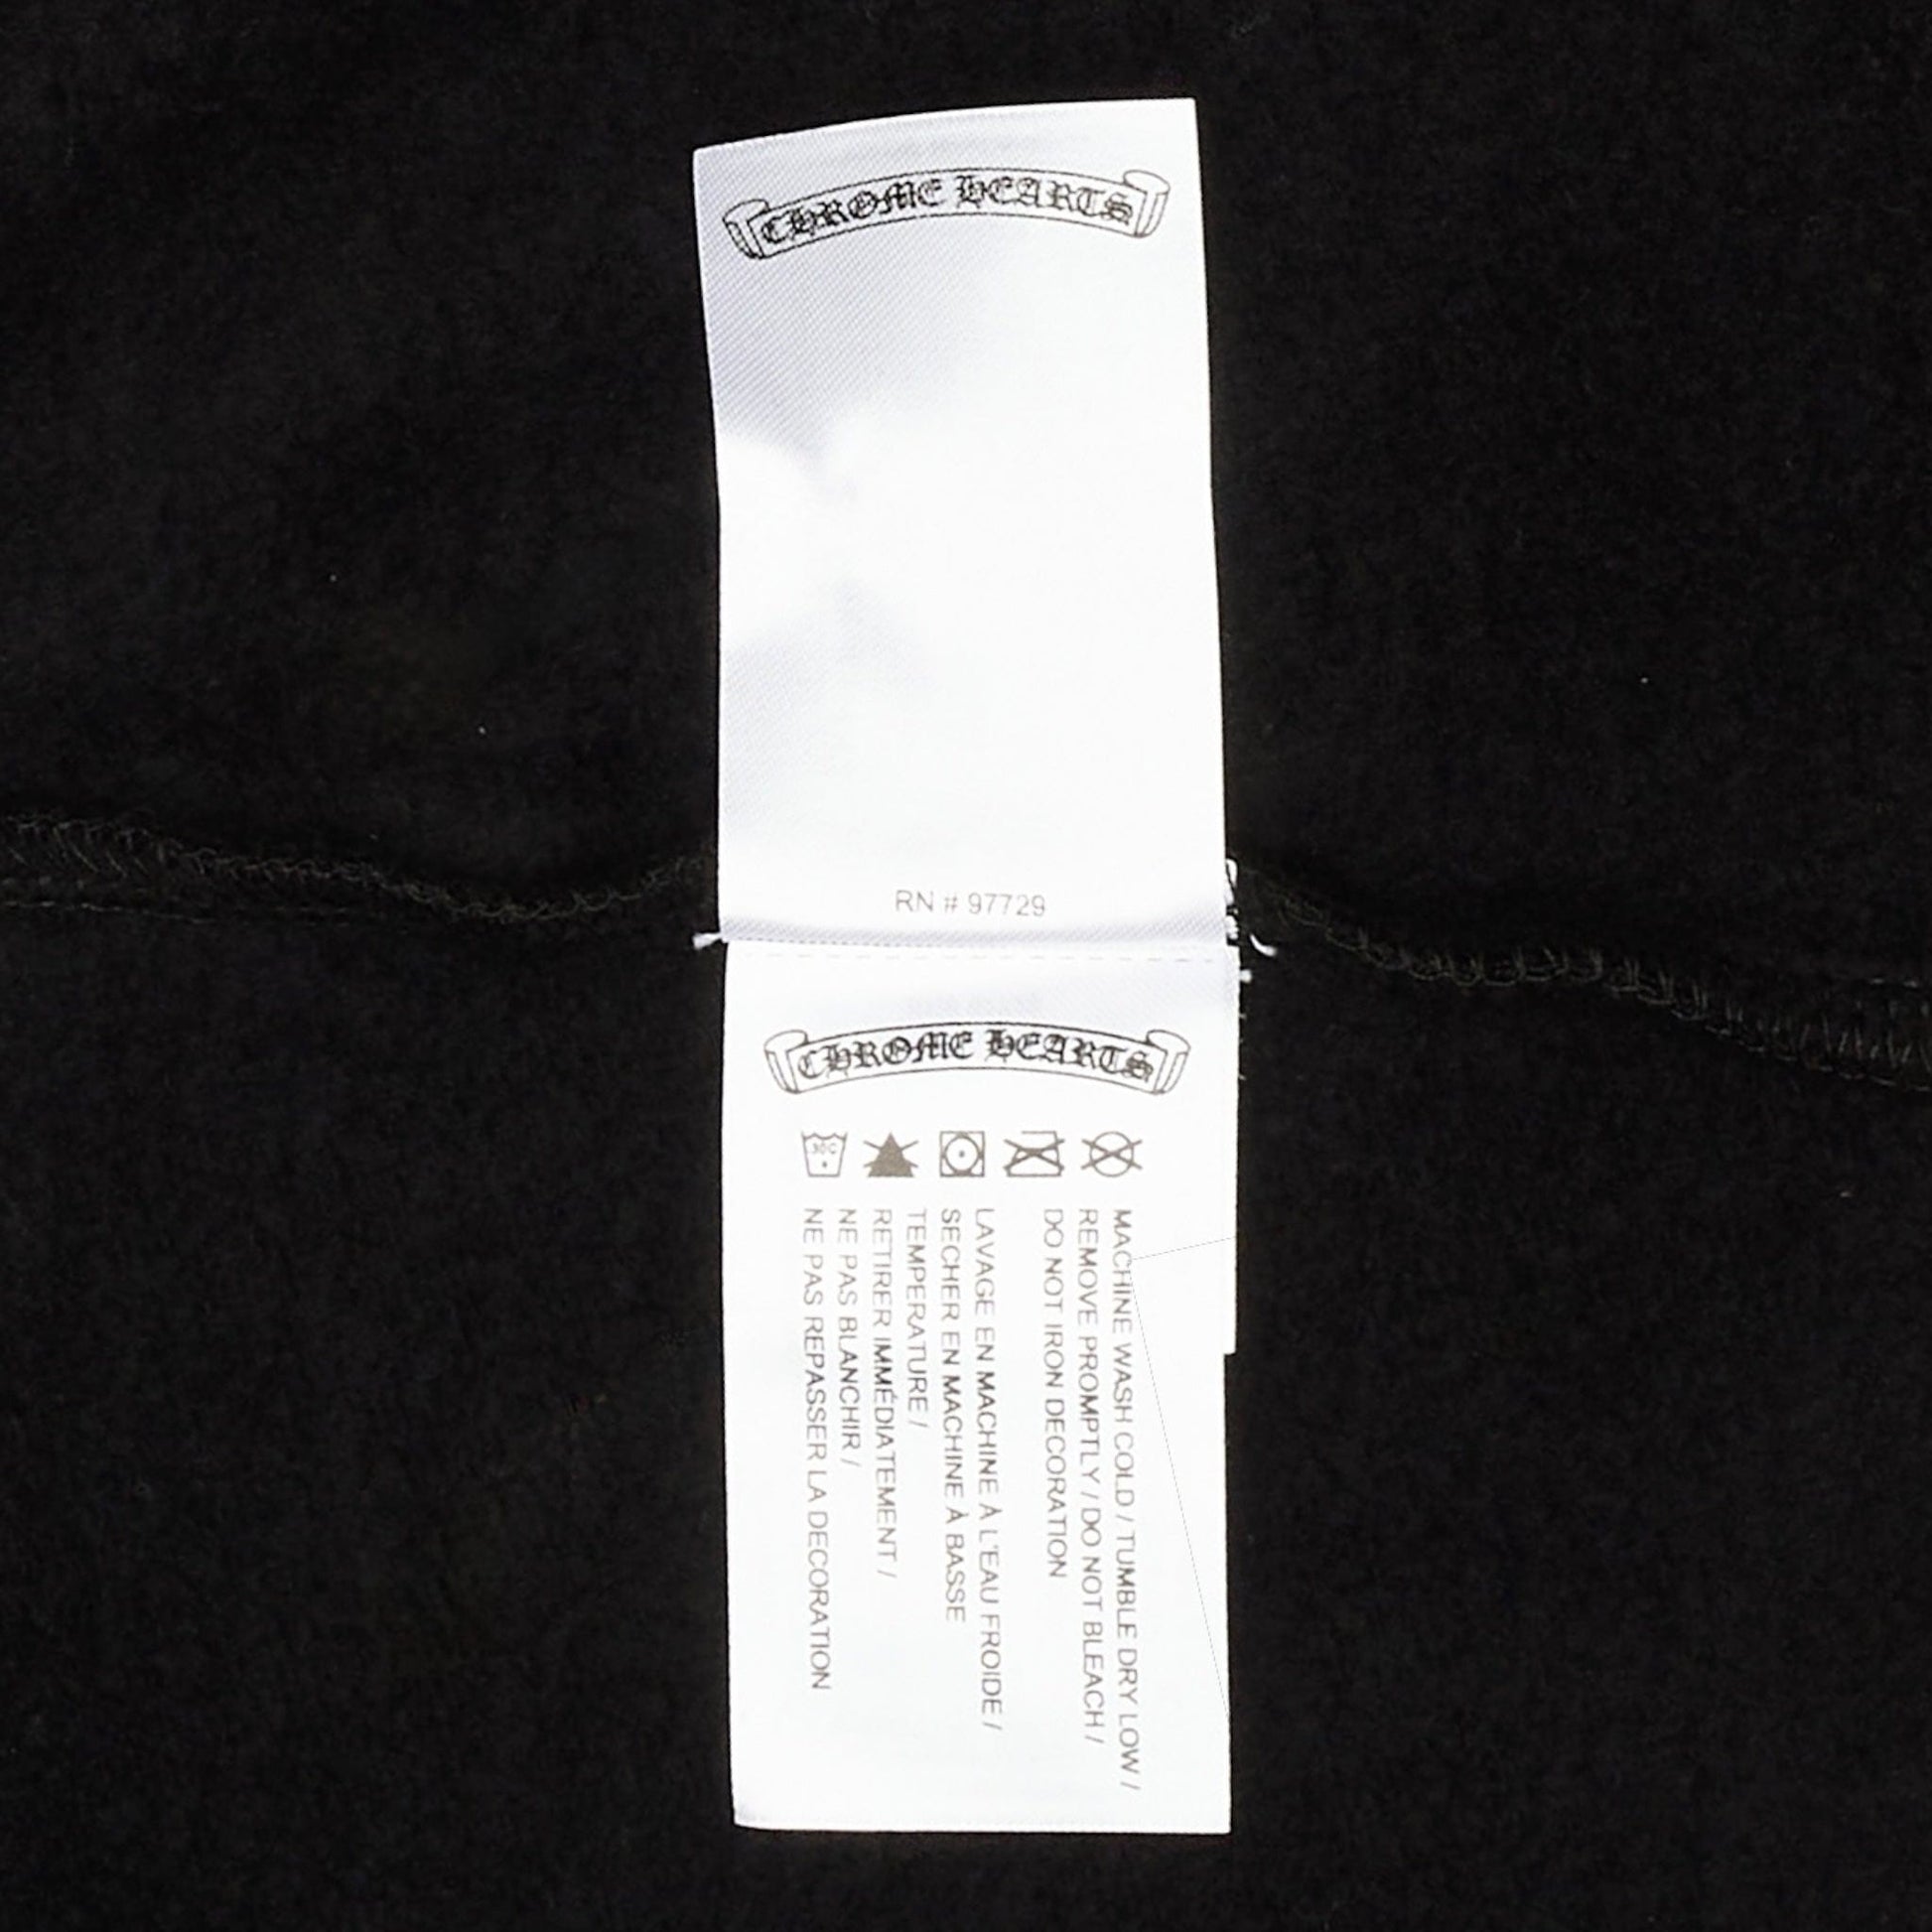 CHROME HEARTS
RN # 97729
CHROME HEARTS
30C
MACHINE WASH COLD / TUMBLE DRY LOW /
REMOVE PROMPTLY / DO NOT BLEACH /
DO NOT IRON DECORATION
LAVAGE EN MACHINE À L'EAU FROIDE /
SECHER EN MACHINE À BASSE
TEMPERATURE /
RETIRER IMMÉDIATEMENT /
NE PAS BLANCHIR /
NE PAS REPASSER LA DECORATION